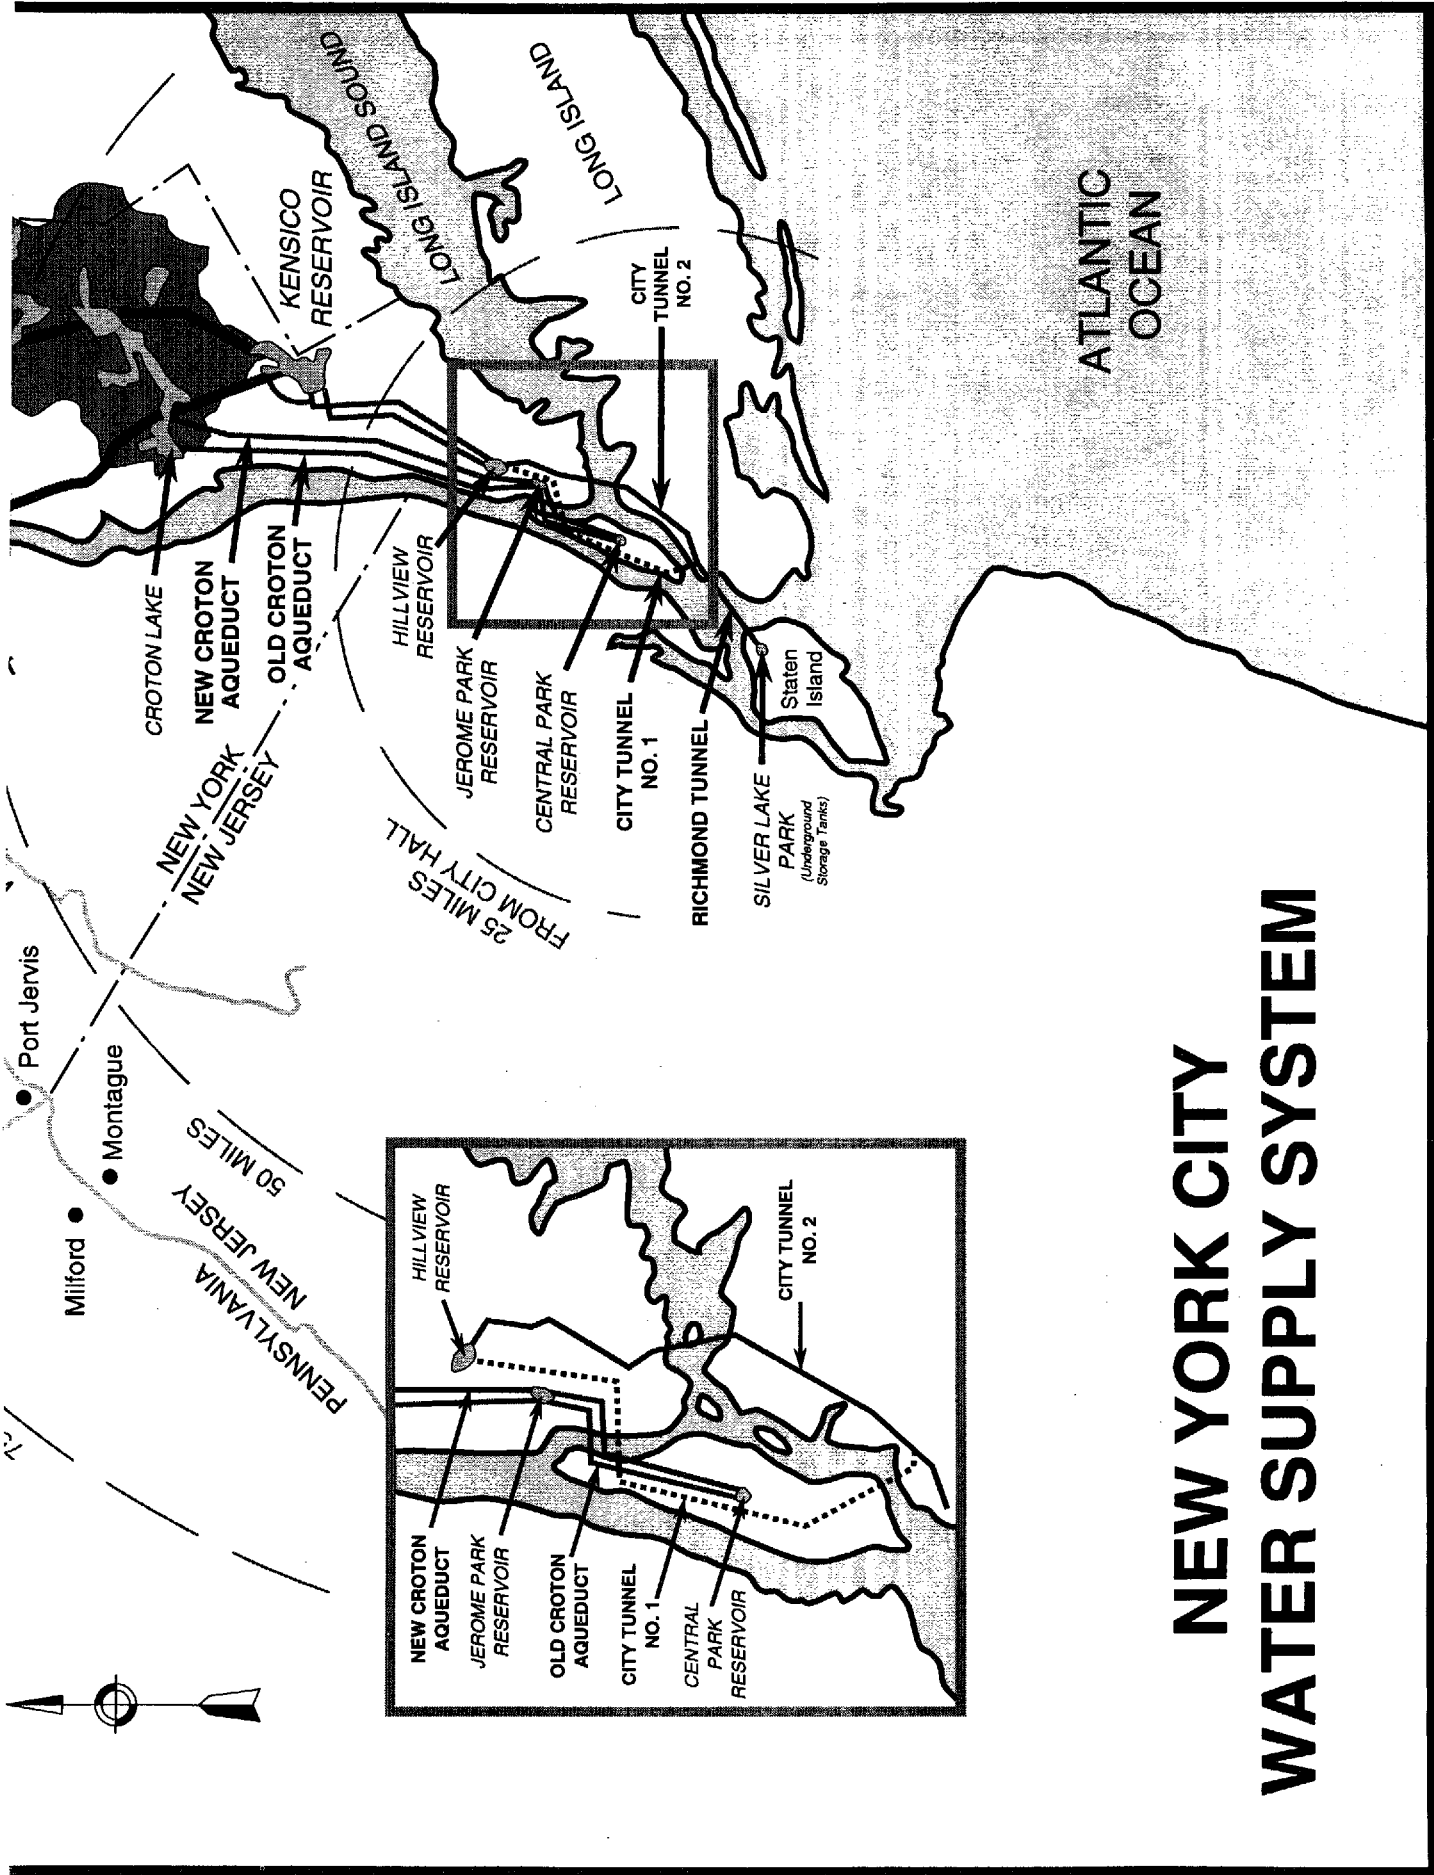 Port Jervis
Montague
Milford
NEW YORK
NEW JERSEY
50 MILES
NEW JERSEY
PENNSYLVANIA
25 MILES
FROM CITY HALL
KENSICO
RESERVOIR
LONG ISLAND SOUND
LONG ISLAND
CITY
TUNNEL
NO. 2
ATLANTIC
OCEAN
CROTON LAKE
NEW CROTON
AQUEDUCT
OLD CROTON
AQUEDUCT
HILLVIEW
RESERVOIR
JEROME PARK
RESERVOIR
CENTRAL PARK
RESERVOIR
CITY TUNNEL
NO. 1
RICHMOND TUNNEL
SILVER LAKE
PARK
(Underground
Storage Tanks)
Staten
Island
HILLVIEW
RESERVOIR
CITY TUNNEL
NO. 2
NEW CROTON
AQUEDUCT
JEROME PARK
RESERVOIR
OLD CROTON
AQUEDUCT
CITY TUNNEL
NO. 1
CENTRAL
PARK
RESERVOIR
NEW YORK CITY
WATER SUPPLY SYSTEM